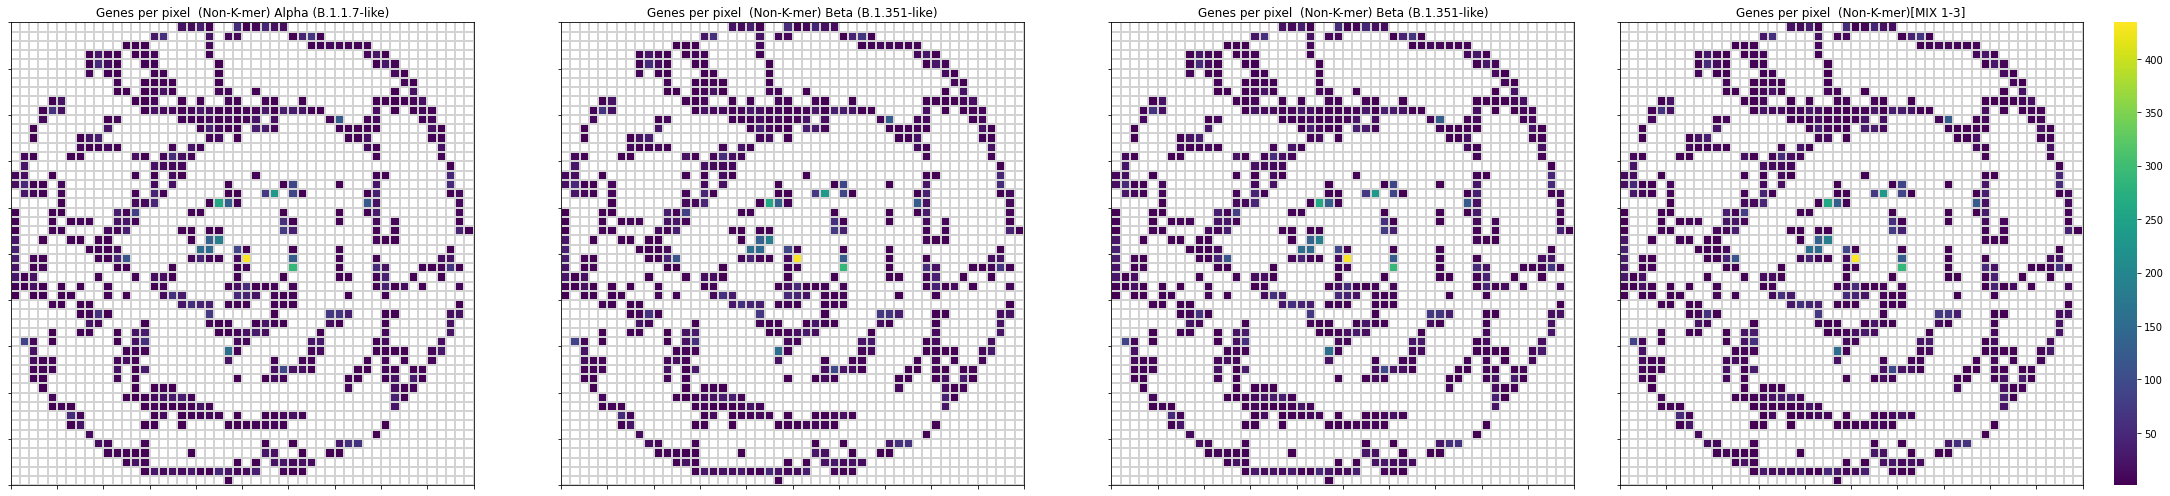 Genes per pixel  (Non-K-mer) Alpha (B.1.1.7-like)
Genes per pixel  (Non-K-mer) Beta (B.1.351-like)
Genes per pixel  (Non-K-mer) Beta (B.1.351-like)
Genes per pixel  (Non-K-mer)[MIX 1-3]
400
350
300
250
200
150
100
50